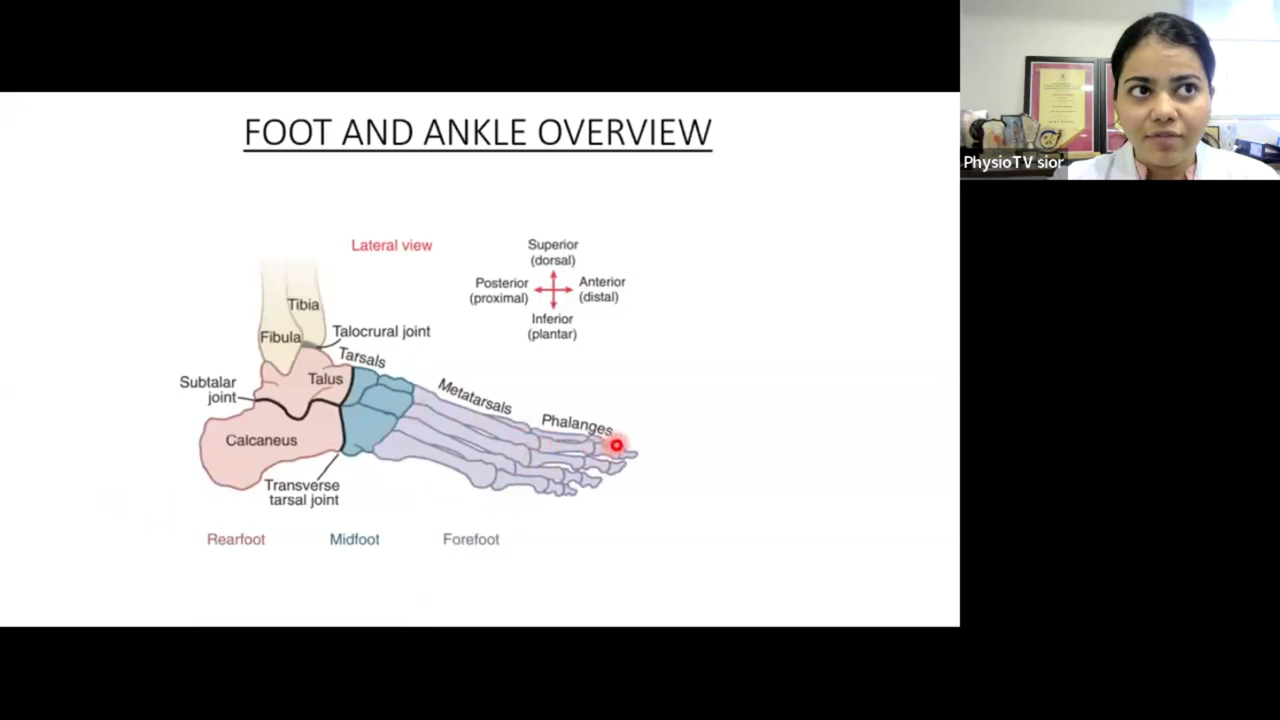 FOOT AND ANKLE OVERVIEW
PhysioTV sior
Lateral view
Superior
(dorsal)
Posterior
(proximal)
Anterior
(distal)
Inferior
(plantar)
Tibia
Fibula
Talocrural joint
Tarsals
Talus
Subtalar
joint
Metatarsals
Phalanges
Calcaneus
Transverse
tarsal joint
Rearfoot
Midfoot
Forefoot